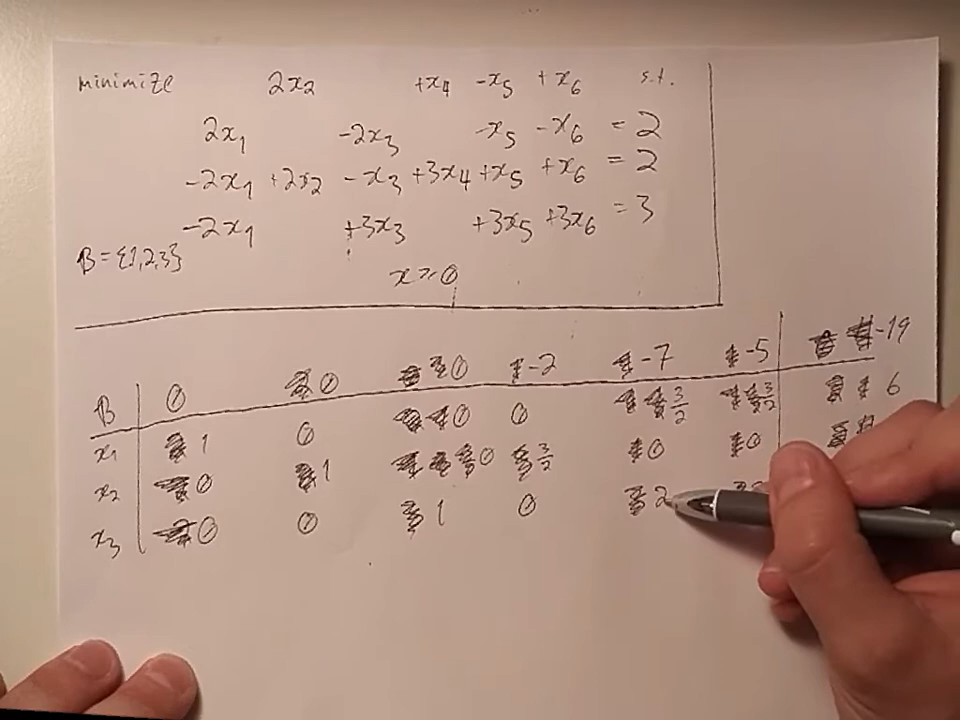 minimize 2x₂ +x₄ -x₅ +x₆ s.t.
2x₁ -2x₃ -x₅ -x₆ = 2
-2x₁ +2x₂ -x₃ +3x₄ +x₅ +x₆ = 2
-2x₁ +3x₃ +3x₅ +3x₆ = 3
B = {1,2,3}
x ≥ 0
B 0 0 0 -2 -7 -5 -19
x₁ 1 0 0 0 3/2 3/2 6
x₂ 0 1 0 3/2 0 0
x₃ 0 0 1 0 2